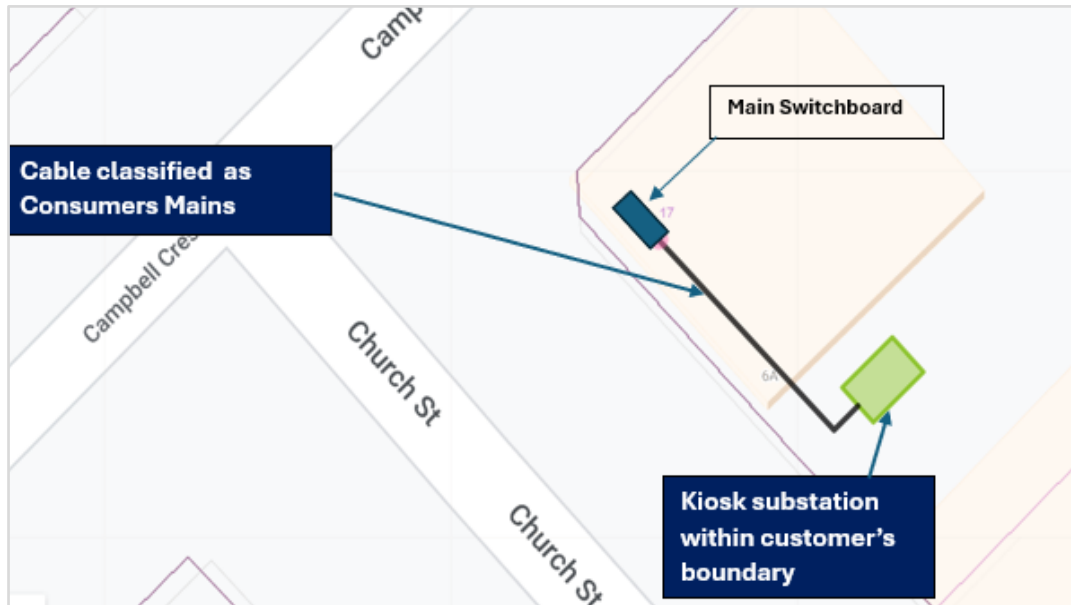 Camp
Main Switchboard
Cable classified as
Consumers Mains
17
Campbell Cres
Church St
6A
Kiosk substation
within customer's
boundary
Church St